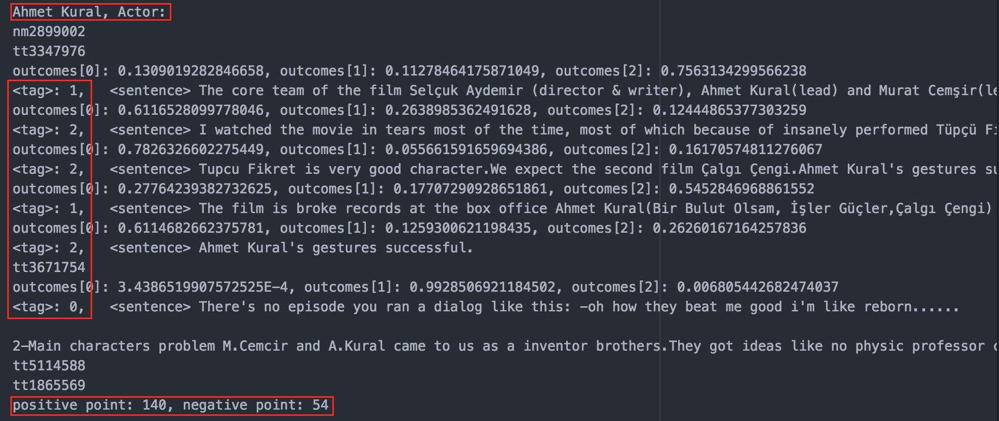 Ahmet Kural, Actor:
nm2899002
tt3347976
outcomes[0]: 0.1309019282846658, outcomes[1]: 0.11278464175871049, outcomes[2]: 0.7563134299566238
<tag>: 1,   <sentence> The core team of the film Selçuk Aydemir (director & writer), Ahmet Kural(lead) and Murat Cemşir(le
outcomes[0]: 0.6116528099778046, outcomes[1]: 0.2638985362491628, outcomes[2]: 0.12444865377303259
<tag>: 2,   <sentence> I watched the movie in tears most of the time, most of which because of insanely performed Tüpçü Fi
outcomes[0]: 0.7826326602275449, outcomes[1]: 0.055661591659694386, outcomes[2]: 0.16170574811276067
<tag>: 2,   <sentence> Tupcu Fikret is very good character.We expect the second film Çalgı Çengi.Ahmet Kural's gestures su
outcomes[0]: 0.27764239382732625, outcomes[1]: 0.17707290928651861, outcomes[2]: 0.5452846968861552
<tag>: 1,   <sentence> The film is broke records at the box office Ahmet Kural(Bir Bulut Olsam, İşler Güçler,Çalgı Çengi)
outcomes[0]: 0.6114682662375781, outcomes[1]: 0.1259300621198435, outcomes[2]: 0.26260167164257836
<tag>: 2,   <sentence> Ahmet Kural's gestures successful.
tt3671754
outcomes[0]: 3.4386519907572525E-4, outcomes[1]: 0.9928506921184502, outcomes[2]: 0.006805442682474037
<tag>: 0,   <sentence> There's no episode you ran a dialog like this: -oh how they beat me good i'm like reborn......
2-Main characters problem M.Cemcir and A.Kural came to us as a inventor brothers.They got ideas like no physic professor
tt5114588
tt1865569
positive point: 140, negative point: 54